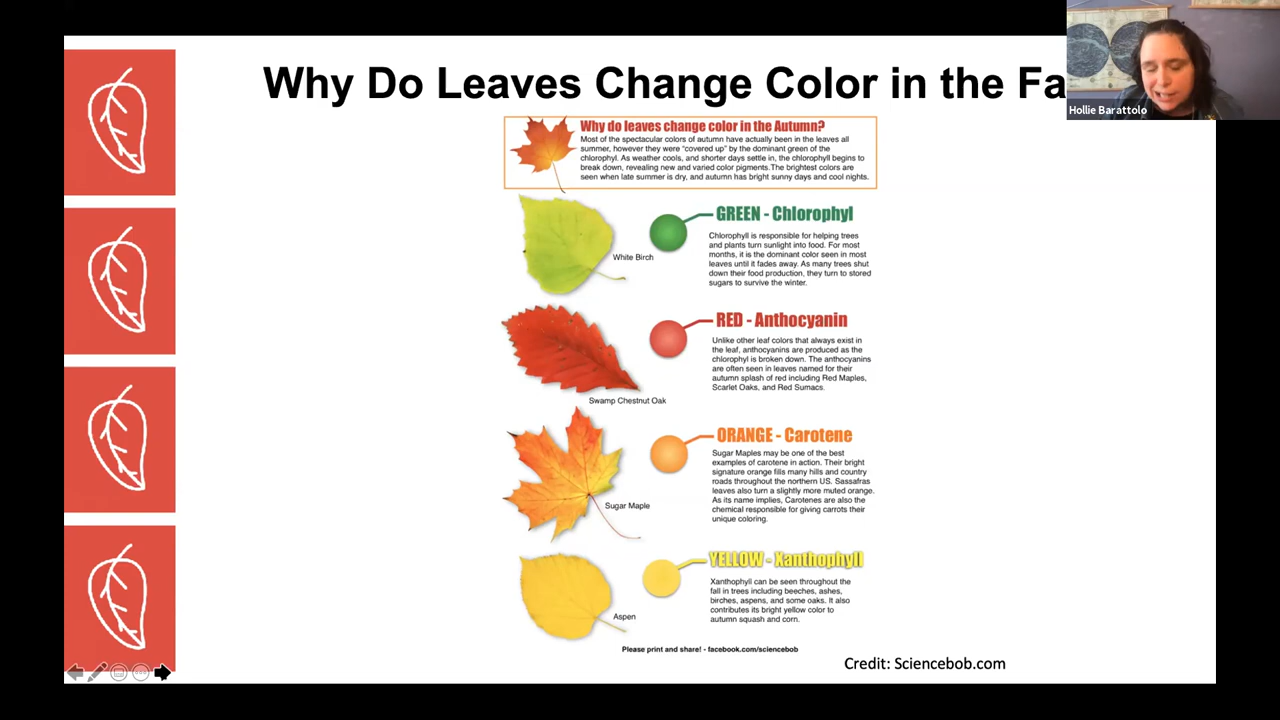 Why Do Leaves Change Color in the Fa
Hollie Barattolo
Why do leaves change color in the Autumn?
Most of the spectacular colors of autumn have actually been in the leaves all
summer, however they were "covered up" by the dominant green of the
chlorophyl. As weather cools, and shorter days settle in, the chlorophyll begins to
break down, revealing new and varied color pigments.The brightest colors are
seen when late summer is dry, and autumn has bright sunny days and cool nights.
GREEN - Chlorophyl
Chlorophyll is responsible for helping trees
and plants turn sunlight into food. For most
months, it is the dominant color seen in most
leaves until it fades away. As many trees shut
down their food production, they turn to stored
sugars to survive the winter.
White Birch
RED - Anthocyanin
Unlike other leaf colors that always exist in
the leaf, anthocyanins are produced as the
chlorophyl is broken down. The anthocyanins
are often seen in leaves named for their
autumn splash of red including Red Maples,
Scarlet Oaks, and Red Sumacs.
Swamp Chestnut Oak
ORANGE - Carotene
Sugar Maples may be one of the best
examples of carotene in action. Their bright
signature orange fills many hills and country
roads throughout the northern US. Sassafras
leaves also turn a slightly more muted orange.
As its name implies, Carotenes are also the
chemical responsible for giving carrots their
unique coloring.
Sugar Maple
YELLOW - Xanthophyll
Xanthophyll can be seen throughout the
fall in trees including beeches, ashes,
birches, aspens, and some oaks. It also
contributes its bright yellow color to
autumn squash and corn.
Aspen
Please print and share! - facebook.com/sciencebob
Credit: Sciencebob.com